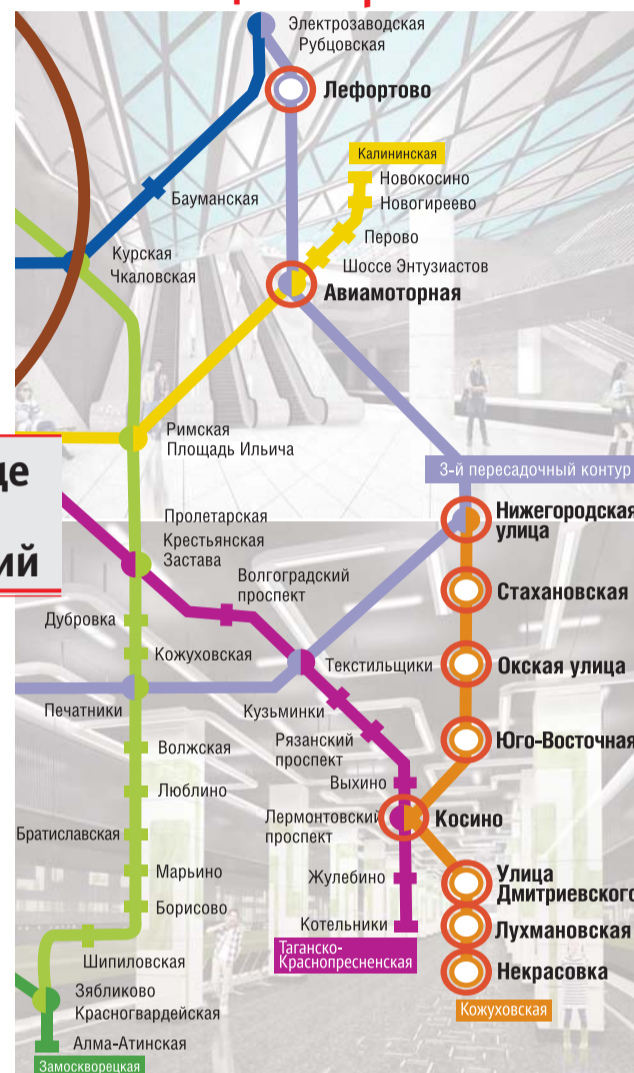 Электрозаводская
Рубцовская
Лефортово
Калининская
Новокосино
Новогиреево
Бауманская
Перово
Курская
Чкаловская
Шоссе Энтузиастов
Авиамоторная
Римская
Площадь Ильича
3-й пересадочный контур
Пролетарская
Крестьянская
Застава
Нижегородская
улица
Волгоградский
проспект
Стахановская
Дубровка
Кожуховская
Текстильщики
Окская улица
Печатники
Кузьминки
Рязанский
проспект
Юго-Восточная
Волжская
Выхино
Люблино
Лермонтовский
проспект
Косино
Братиславская
Марьино
Жулебино
Улица
Дмитриевского
Борисово
Котельники
Лухмановская
Таганско-
Краснопресненская
Шипиловская
Некрасовка
Зябликово
Красногвардейская
Кожуховская
Алма-Атинская
Замоскворецкая